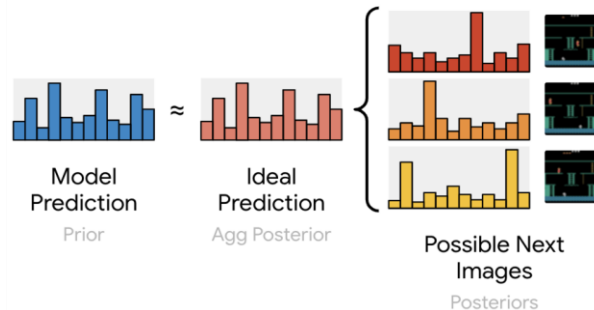 ≈
Model
Prediction
Prior
Ideal
Prediction
Agg Posterior
Possible Next
Images
Posteriors